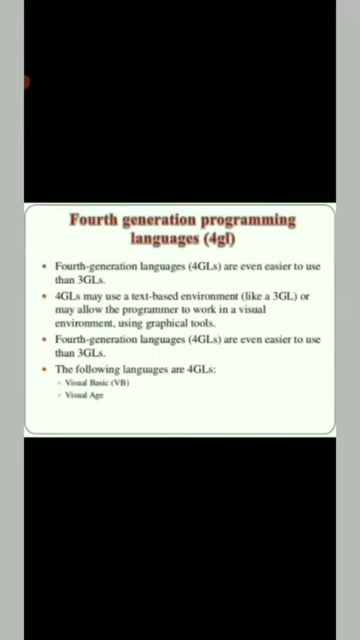 Fourth generation programming
languages (4gl)
• Fourth-generation languages (4GLs) are even easier to use
than 3GLs.
• 4GLs may use a text-based environment (like a 3GL) or
may allow the programmer to work in a visual
environment, using graphical tools.
• Fourth-generation languages (4GLs) are even easier to use
than 3GLs.
• The following languages are 4GLs:
◦ Visual Basic (VB)
◦ Visual Age